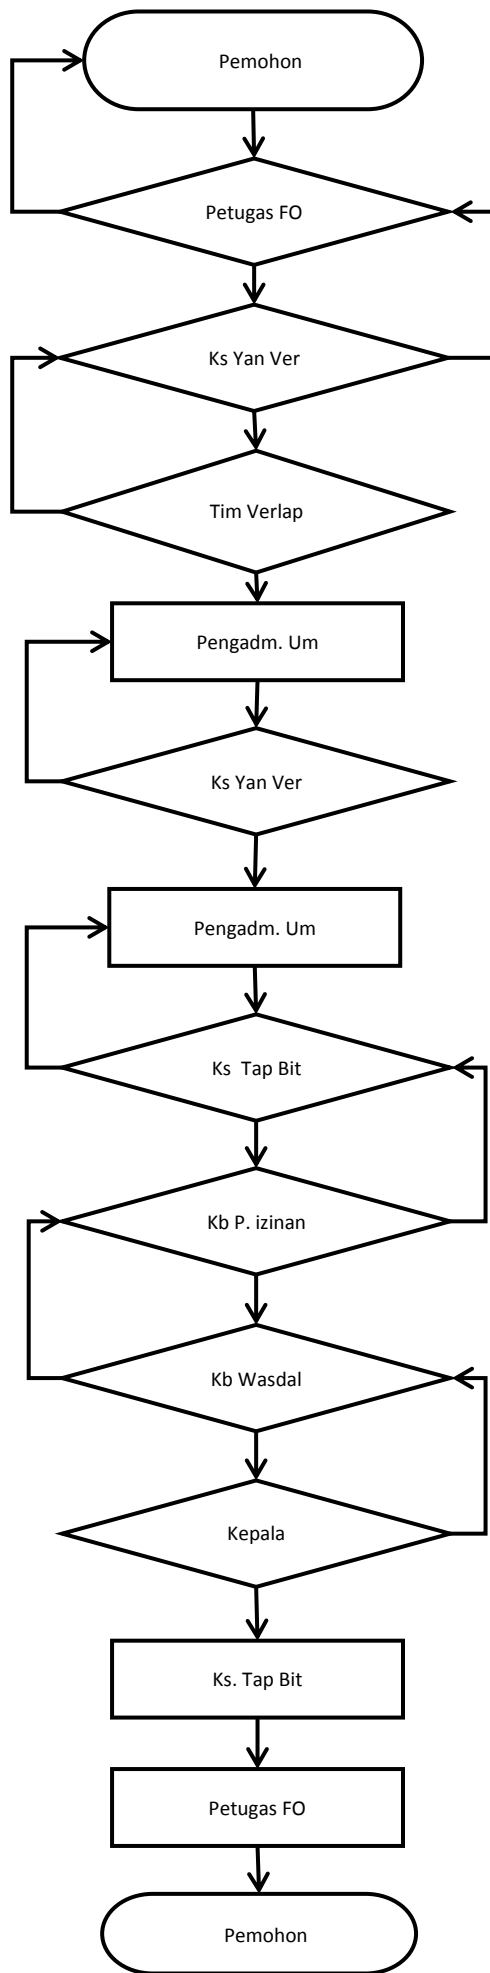 Pemohon
Petugas FO
Ks Yan Ver
Tim Verlap
Pengadm. Um
Ks Yan Ver
Pengadm. Um
Ks  Tap Bit
Kb P. izinan
Kb Wasdal
Kepala
Ks. Tap Bit
Petugas FO
Pemohon